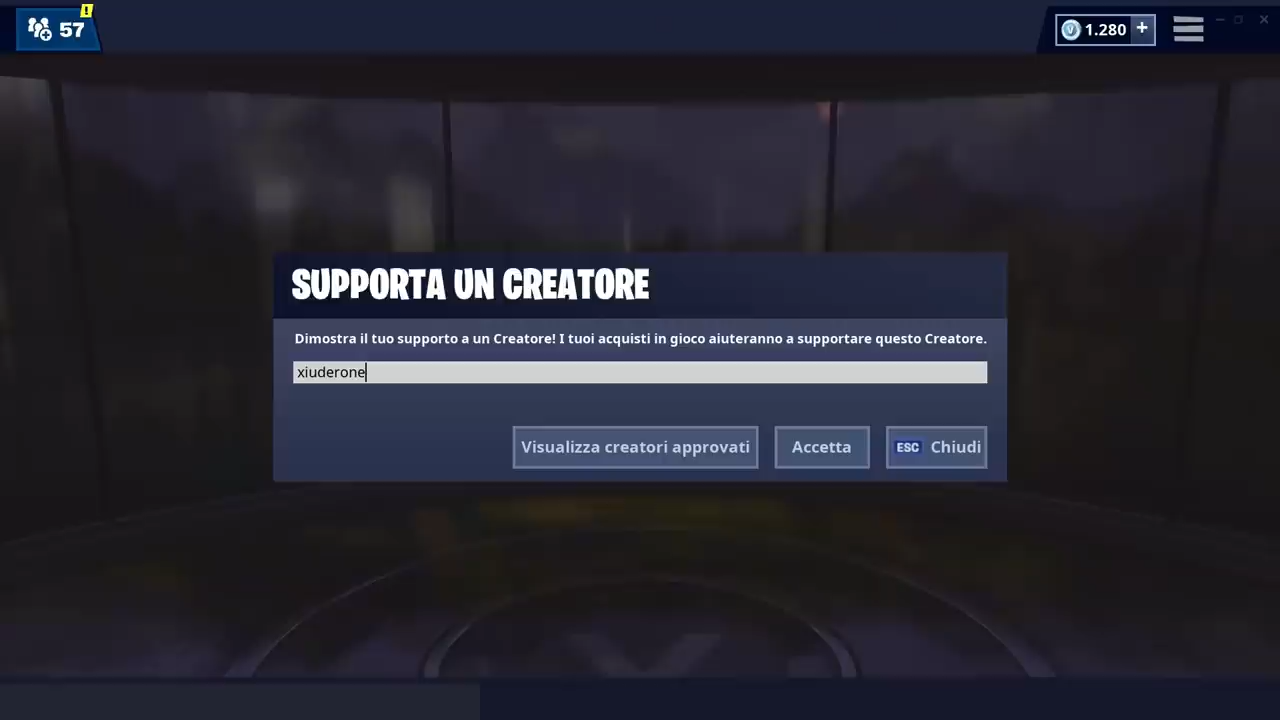 57
!
1.280 +
SUPPORTA UN CREATORE
Dimostra il tuo supporto a un Creatore! I tuoi acquisti in gioco aiuteranno a supportare questo Creatore.
xiuderone
Visualizza creatori approvati
Accetta
ESC Chiudi